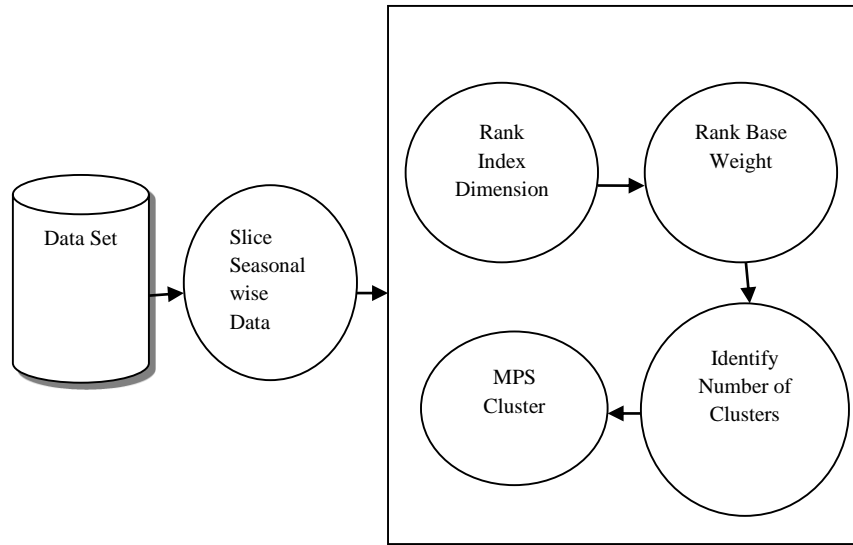 Data Set
Slice
Seasonal
wise
Data
Rank
Index
Dimension
Rank Base
Weight
Identify
Number of
Clusters
MPS
Cluster